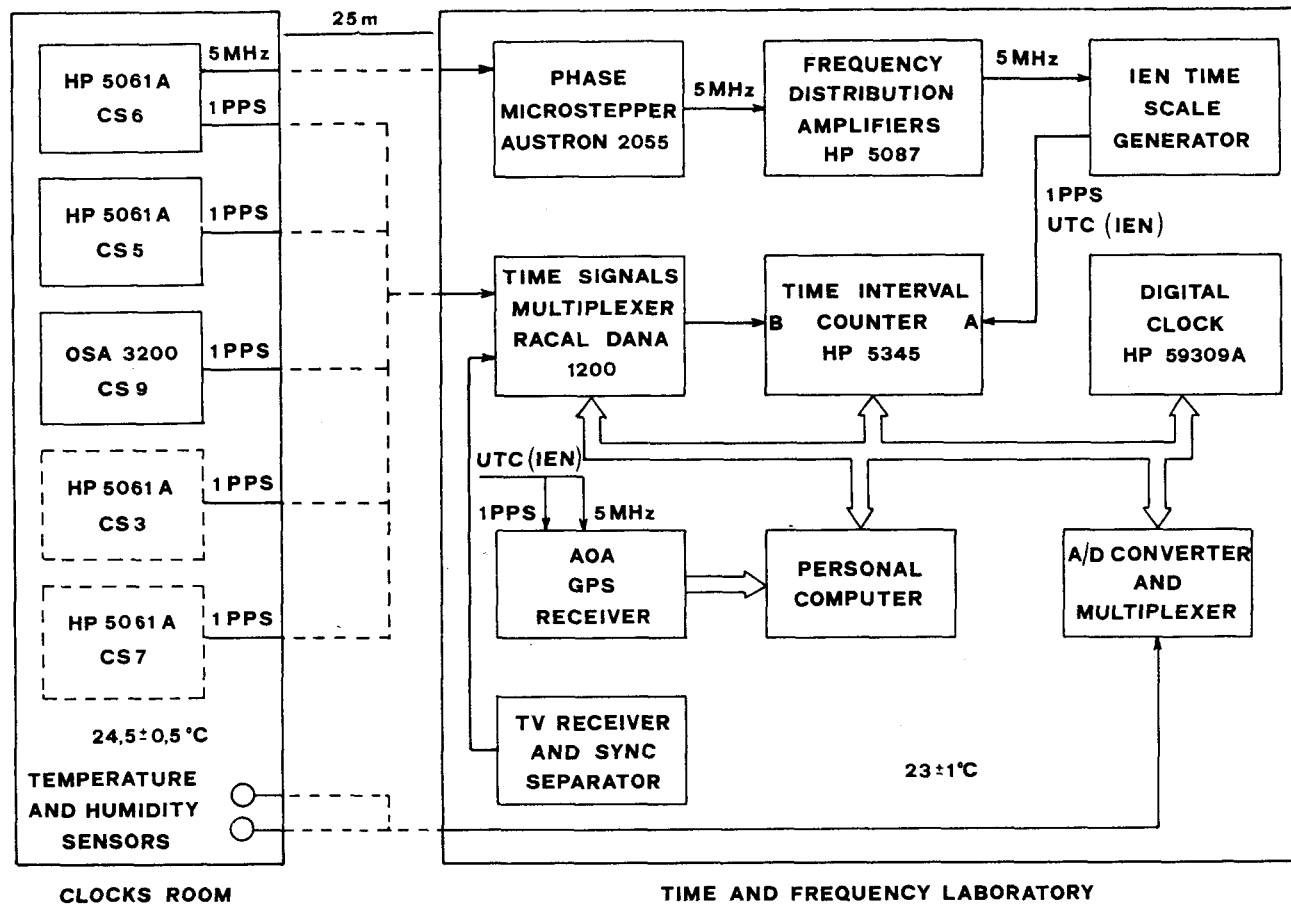 25m
HP 5061A
CS6
5MHz
1PPS
HP 5061A
CS5
1PPS
OSA 3200
CS9
1PPS
HP 5061A
CS3
1PPS
HP 5061A
CS7
1PPS
24,5±0,5°C
TEMPERATURE
AND HUMIDITY
SENSORS
CLOCKS ROOM
PHASE
MICROSTEPPER
AUSTRON 2055
5MHz
FREQUENCY
DISTRIBUTION
AMPLIFIERS
HP 5087
5MHz
IEN TIME
SCALE
GENERATOR
1PPS
UTC (IEN)
TIME SIGNALS
MULTIPLEXER
RACAL DANA
1200
TIME INTERVAL
B COUNTER A
HP 5345
DIGITAL
CLOCK
HP 59309A
UTC (IEN)
1PPS
5MHz
AOA
GPS
RECEIVER
PERSONAL
COMPUTER
A/D CONVERTER
AND
MULTIPLEXER
TV RECEIVER
AND SYNC
SEPARATOR
23±1°C
TIME AND FREQUENCY LABORATORY